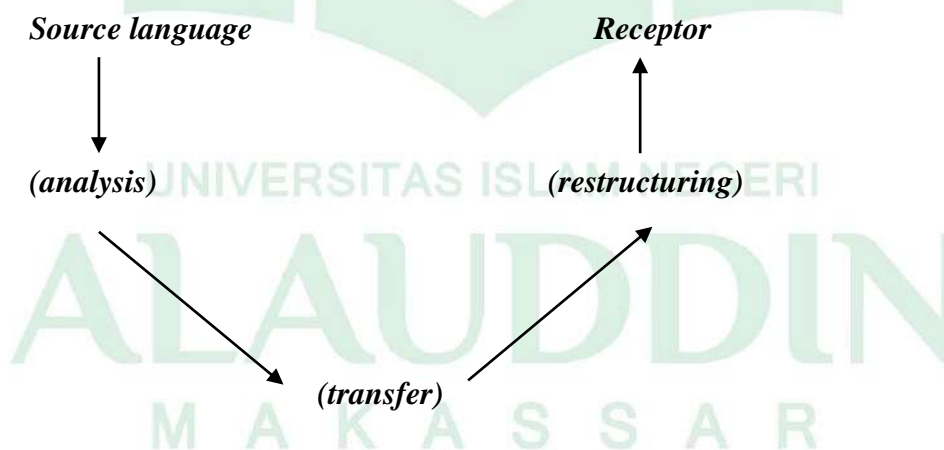 Source language Receptor
UNIVERSITAS ISLAM NEGERI
(analysis) (restructuring)
ALAUDDIN
(transfer)
MAKASSAR